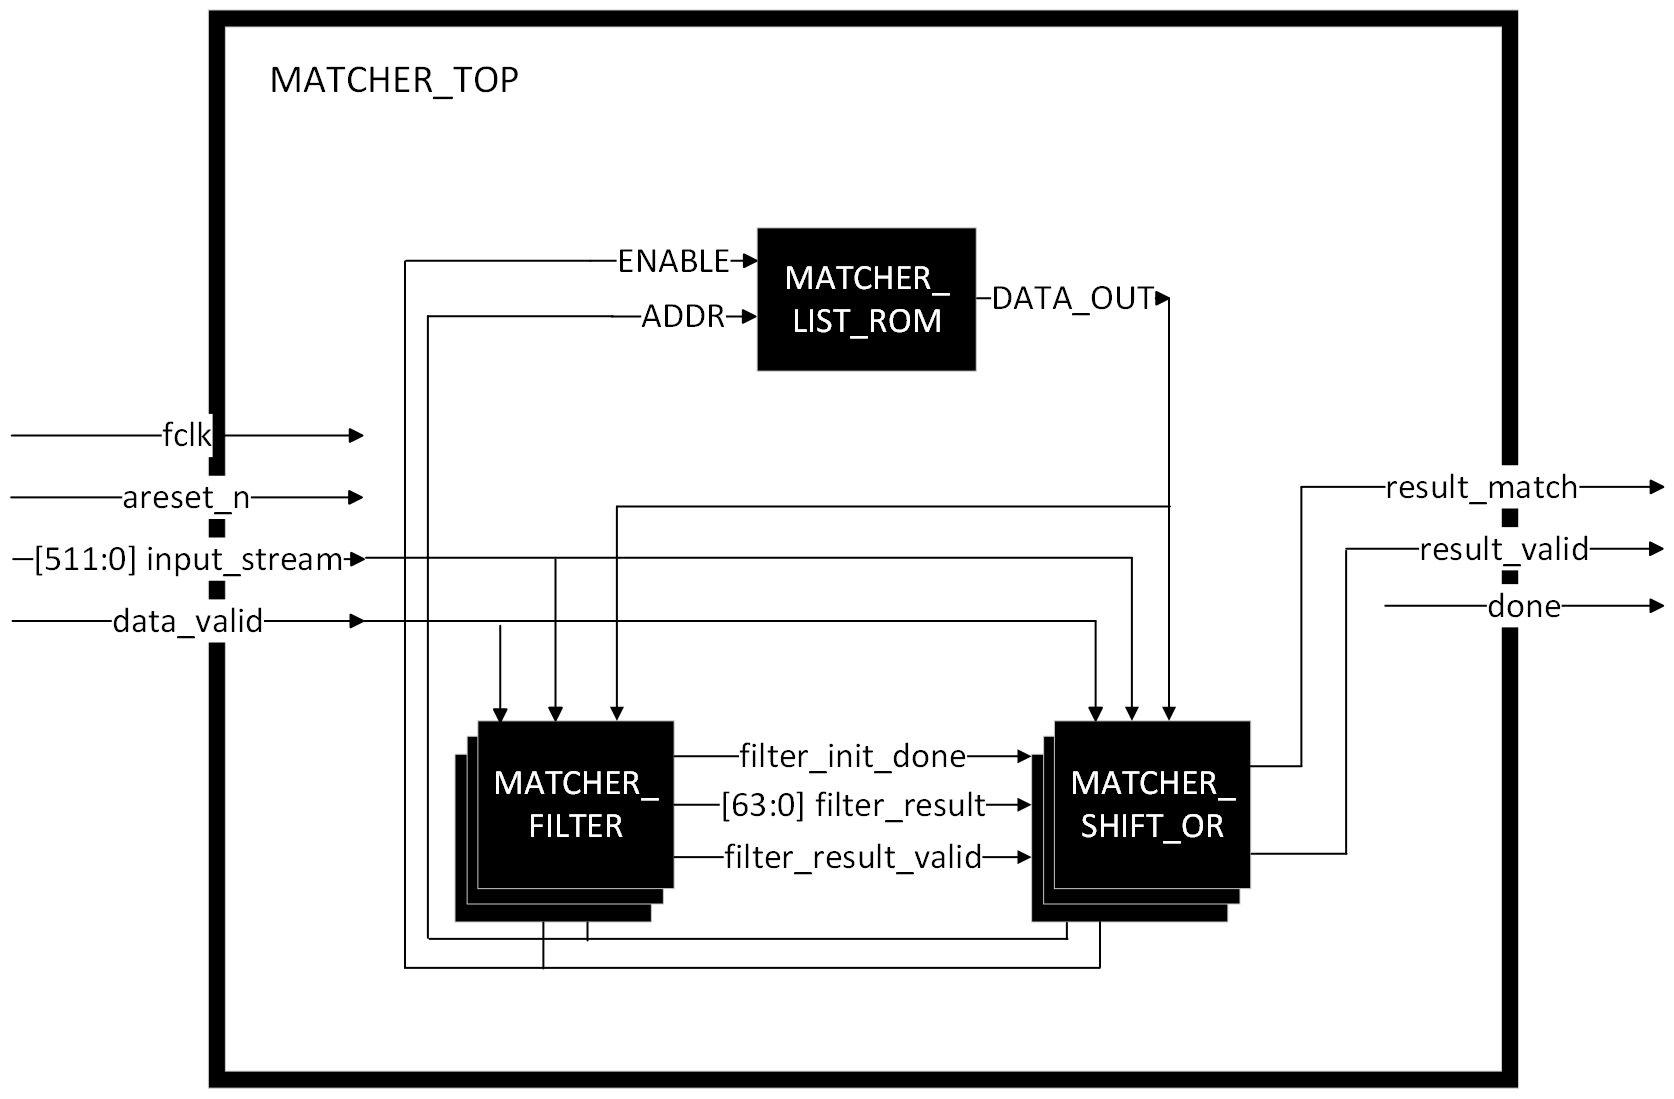 MATCHER_TOP
ENABLE
ADDR
MATCHER_
LIST_ROM
DATA_OUT
fclk
areset_n
[511:0] input_stream
data_valid
result_match
result_valid
done
MATCHER_
FILTER
filter_init_done
[63:0] filter_result
filter_result_valid
MATCHER_
SHIFT_OR